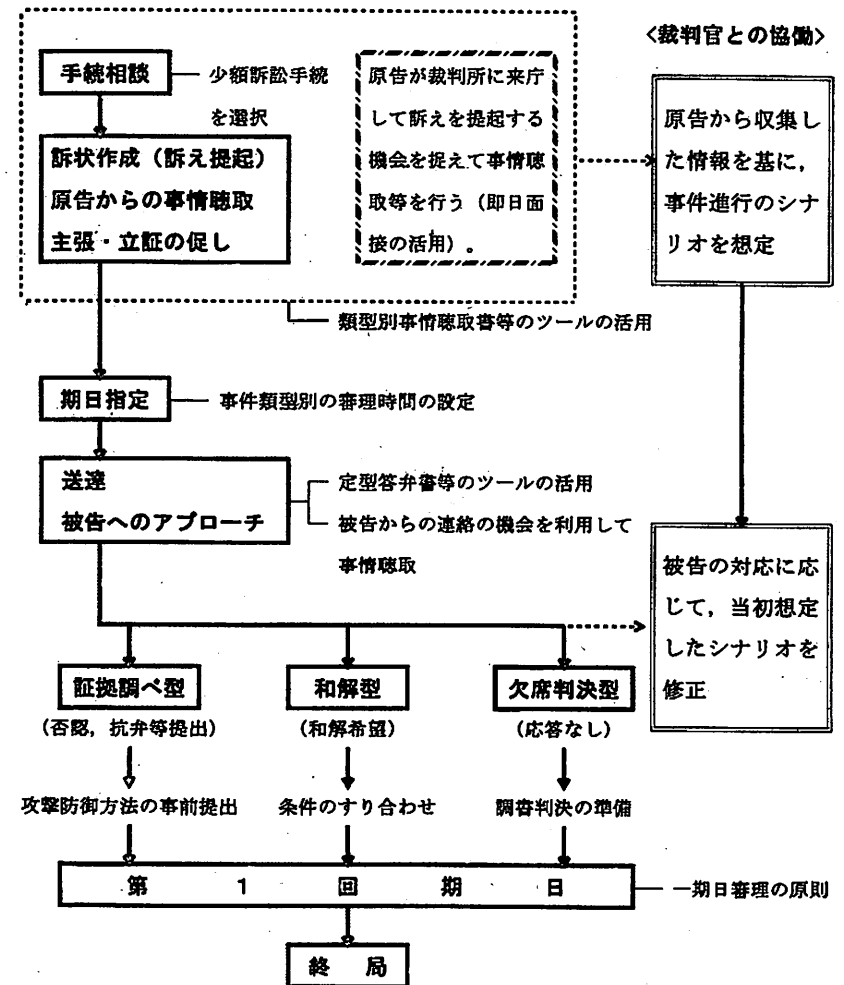 <裁判官との協働>
手続相談
少額訴訟手続
を選択
訴状作成（訴え提起）
原告からの事情聴取
主張・立証の促し
原告が裁判所に来庁
して訴えを提起する
機会を捉えて事情聴
取等を行う（即日面
接の活用）。
原告から収集し
た情報を基に，
事件進行のシナ
リオを想定
類型別事情聴取書等のツールの活用
期日指定
事件類型別の審理時間の設定
送達
被告へのアプローチ
定型答弁書等のツールの活用
被告からの連絡の機会を利用して
事情聴取
被告の対応に応
じて，当初想定
したシナリオを
修正
証拠調べ型
(否認，抗弁等提出)
和解型
(和解希望)
欠席判決型
(応答なし)
攻撃防御方法の事前提出
条件のすり合わせ
調書判決の準備
第1回期日
一期日審理の原則
終局